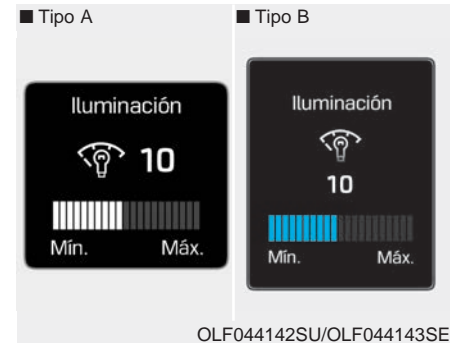 ■ Tipo A
■ Tipo B
Iluminación
10
Mín. Máx.
Iluminación
10
Mín. Máx.
OLF044142SU/OLF044143SE